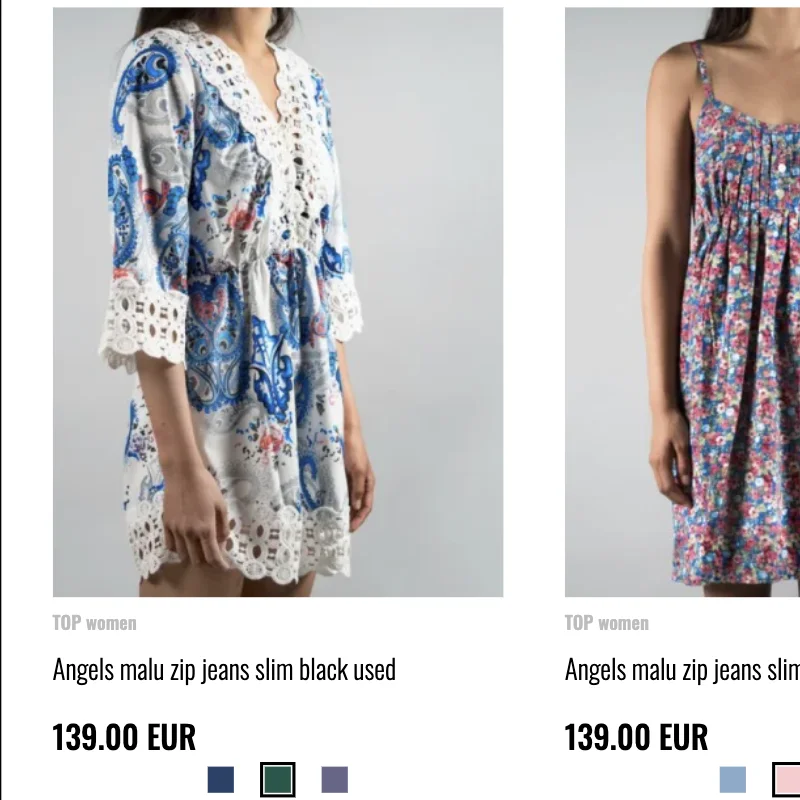 TOP women
Angels malu zip jeans slim black used
139.00 EUR
TOP women
Angels malu zip jeans slim
139.00 EUR